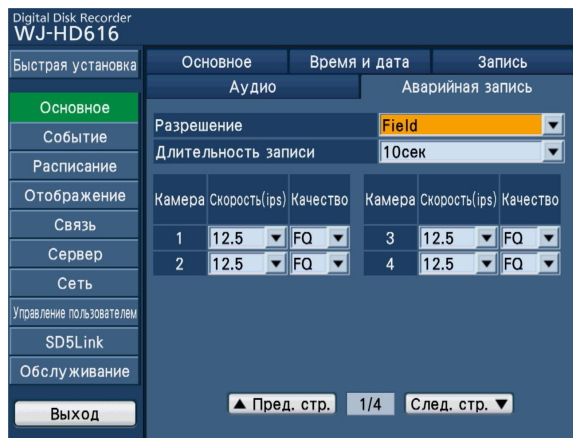 Digital Disk Recorder
WJ-HD616
Быстрая установка
Основное
Событие
Расписание
Отображение
Связь
Сервер
Сеть
Управление пользователем
SD5Link
Обслуживание
Выход
Основное Время и дата Запись
Аудио Аварийная запись
Разрешение Field
Длительность записи 10сек
Камера Скорость(ips) Качество Камера Скорость(ips) Качество
1 12.5 FQ 3 12.5 FQ
2 12.5 FQ 4 12.5 FQ
▲ Пред. стр. 1/4 След. стр. ▼